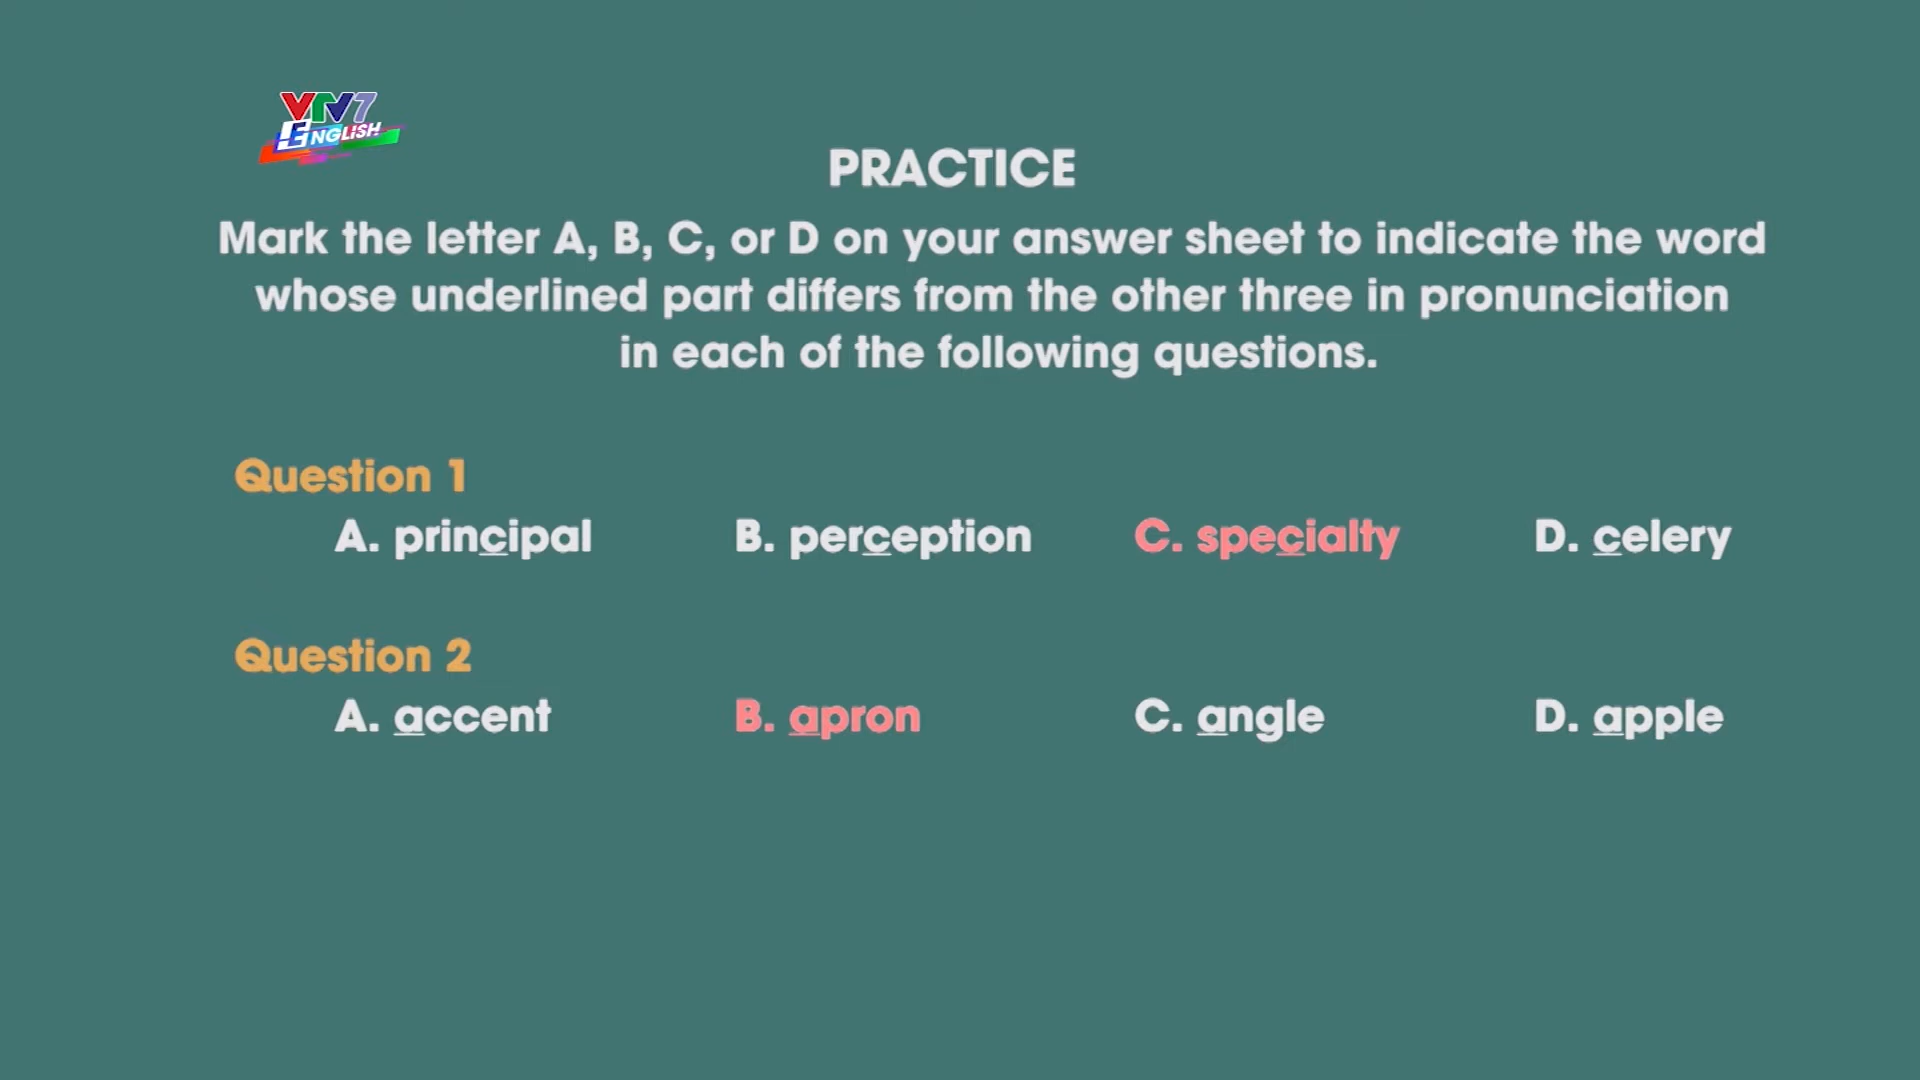 VTV7
ENGLISH
PRACTICE
Mark the letter A, B, C, or D on your answer sheet to indicate the word
whose underlined part differs from the other three in pronunciation
in each of the following questions.
Question 1
A. principal B. perception C. specialty D. celery
Question 2
A. accent B. apron C. angle D. apple